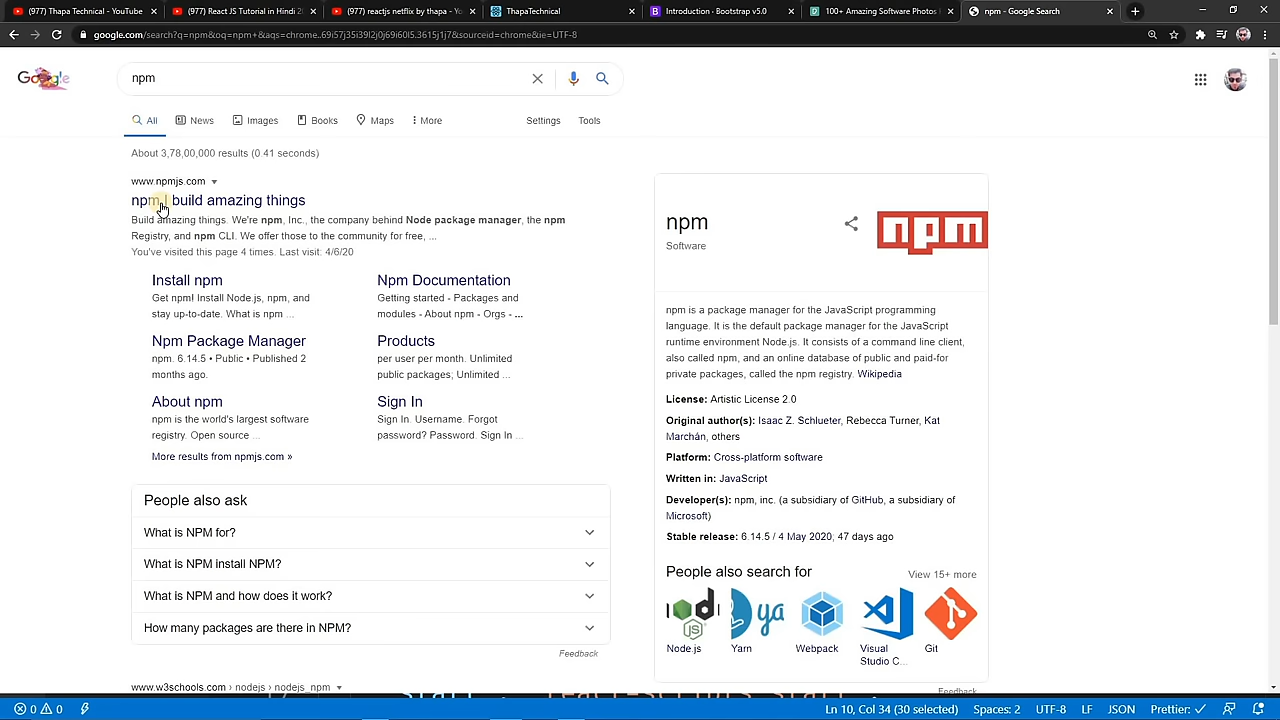 (977) Thapa Technical - YouTube
(977) React JS Tutorial in Hindi 2
(977) reactjs netflix by thapa - Yo
ThapaTechnical
Introduction · Bootstrap v5.0
100+ Amazing Software Photos
npm - Google Search
google.com/search?q=npm&oq=npm+&aqs=chrome..69i57j35i39l2j0j69i60l5.3615j1j7&sourceid=chrome&ie=UTF-8
Google
npm
All
News
Images
Books
Maps
More
Settings
Tools
About 3,78,00,000 results (0.41 seconds)
www.npmjs.com
npm | build amazing things
Build amazing things. We're npm, Inc., the company behind Node package manager, the npm
Registry, and npm CLI. We offer those to the community for free, ...
You've visited this page 4 times. Last visit: 4/6/20
Install npm
Get npm! Install Node.js, npm, and
stay up-to-date. What is npm ...
Npm Documentation
Getting started - Packages and
modules - About npm - Orgs - ...
Npm Package Manager
npm. 6.14.5 • Public • Published 2
months ago.
Products
per user per month. Unlimited
public packages; Unlimited ...
About npm
npm is the world's largest software
registry. Open source ...
Sign In
Sign In. Username. Forgot
password? Password. Sign In ...
More results from npmjs.com »
People also ask
What is NPM for?
What is NPM install NPM?
What is NPM and how does it work?
How many packages are there in NPM?
Feedback
www.w3schools.com › nodejs › nodejs_npm
npm
Software
npm
npm is a package manager for the JavaScript programming
language. It is the default package manager for the JavaScript
runtime environment Node.js. It consists of a command line client,
also called npm, and an online database of public and paid-for
private packages, called the npm registry. Wikipedia
License: Artistic License 2.0
Original author(s): Isaac Z. Schlueter, Rebecca Turner, Kat
Marchán, others
Platform: Cross-platform software
Written in: JavaScript
Developer(s): npm, inc. (a subsidiary of GitHub, a subsidiary of
Microsoft)
Stable release: 6.14.5 / 4 May 2020; 47 days ago
People also search for
View 15+ more
Node.js
Yarn
Webpack
Visual
Studio C...
Git
Feedback
0 0
Ln 10, Col 34 (30 selected)
Spaces: 2
UTF-8
LF
JSON
Prettier: ✓